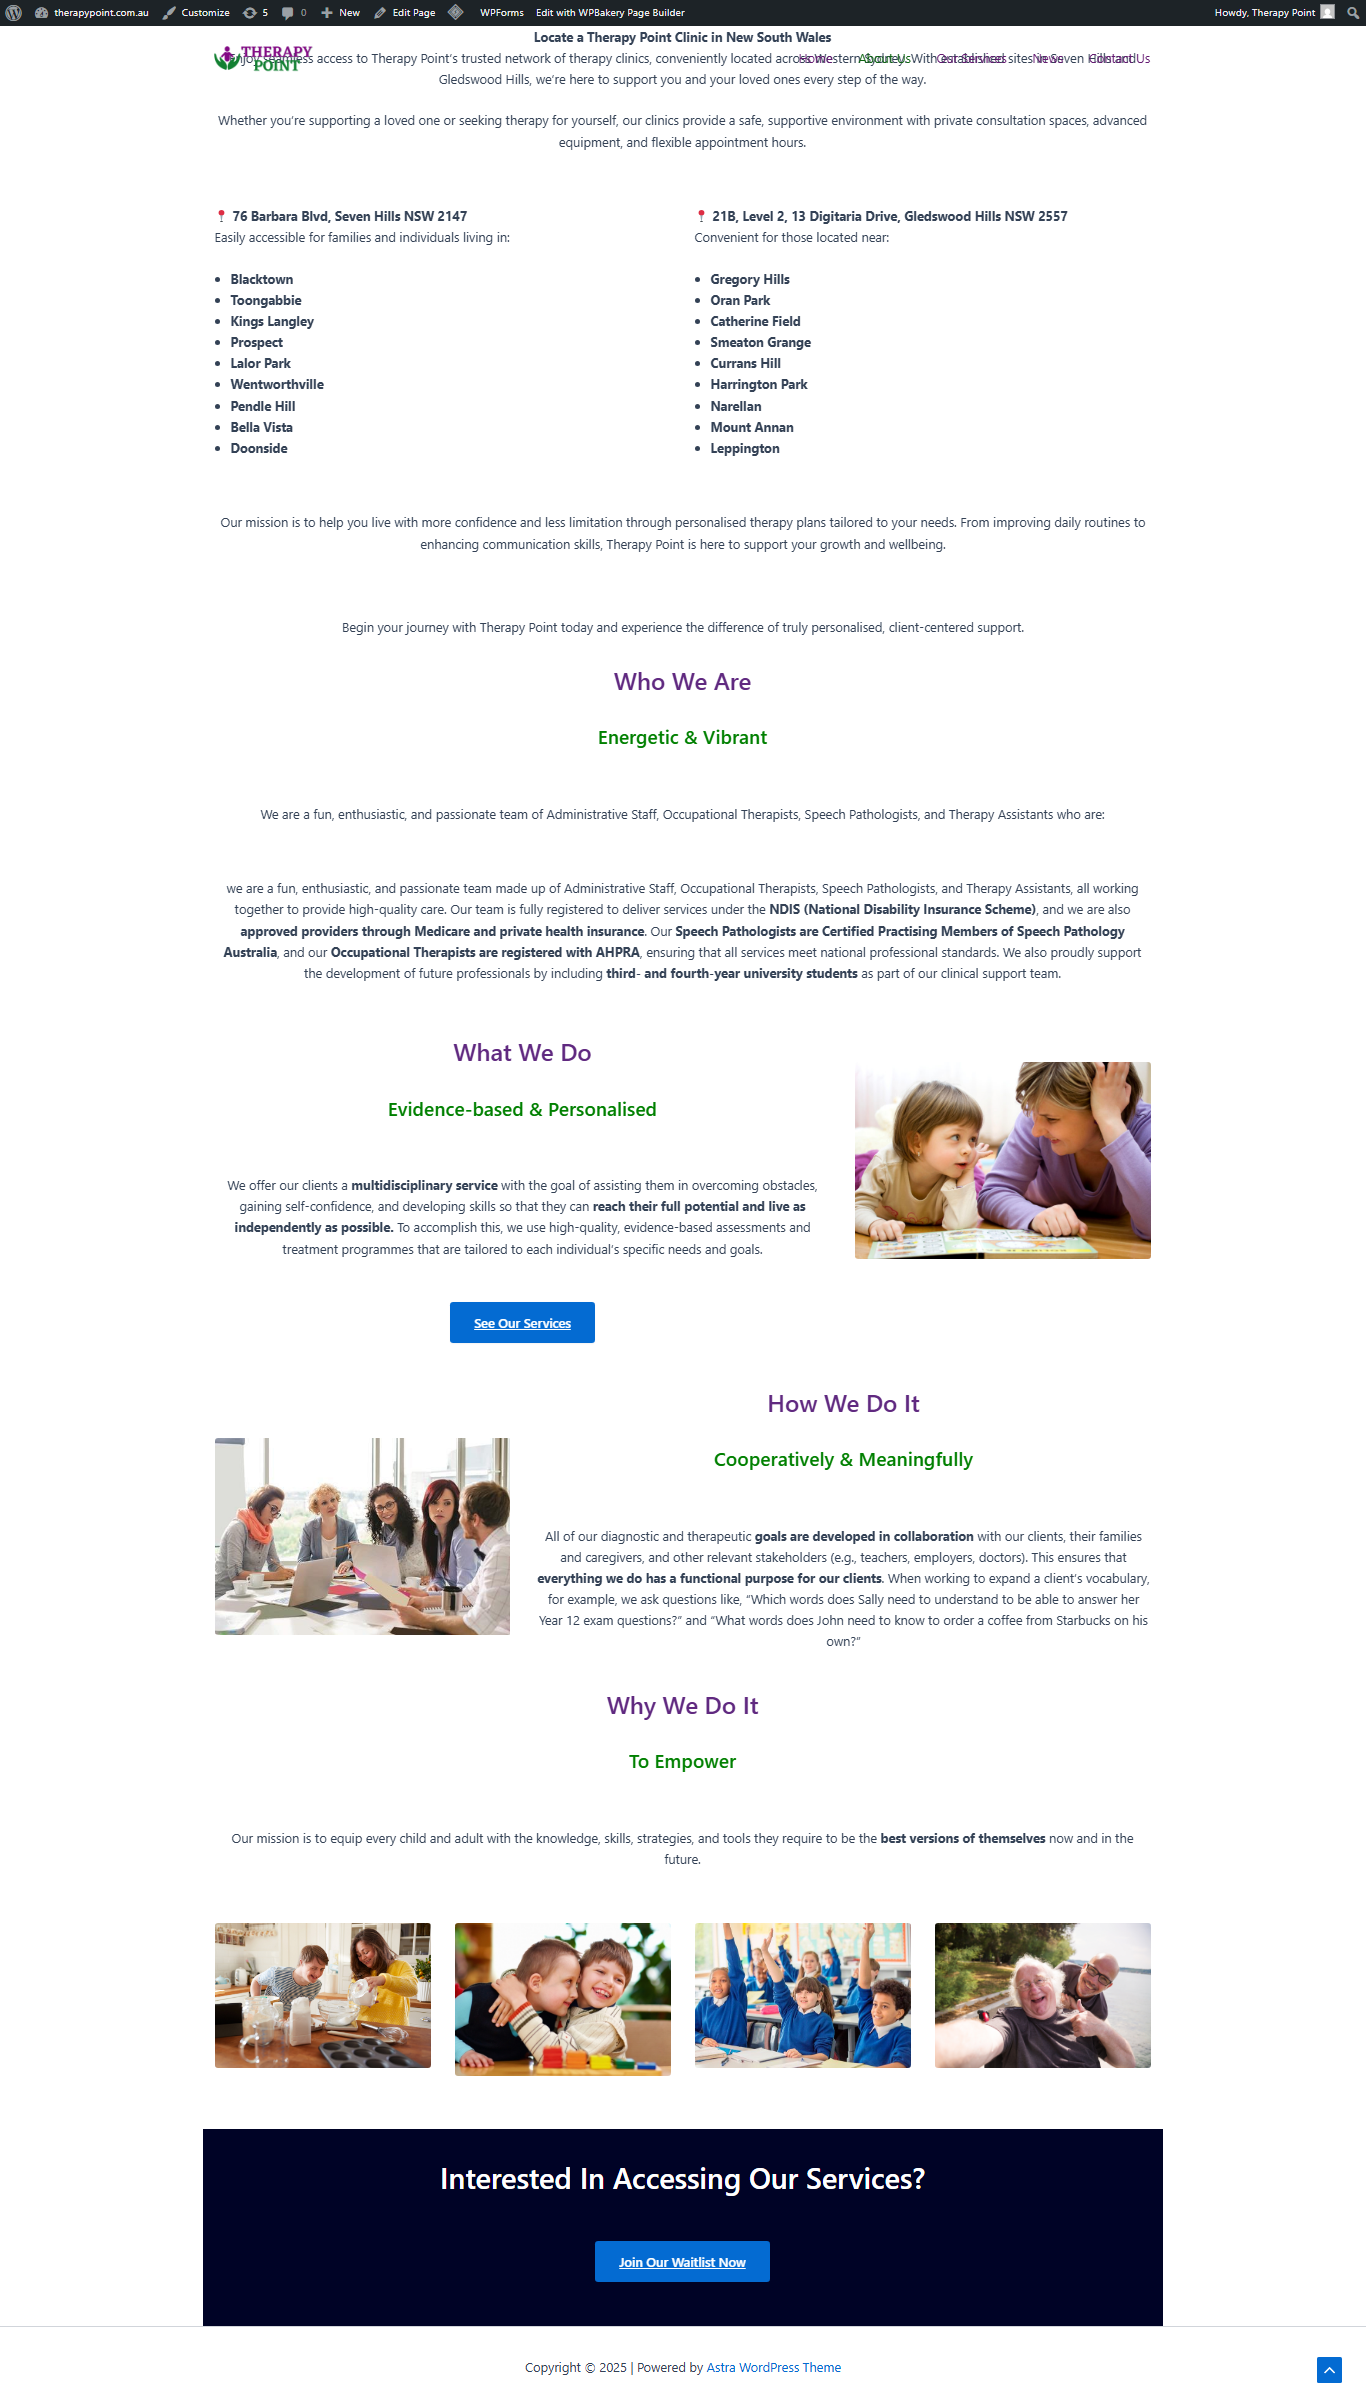 therapypoint.com.au Customize 5 0 New Edit Page WPForms Edit with WPBakery Page Builder Howdy, Therapy Point
Locate a Therapy Point Clinic in New South Wales
THERAPY
POINT
Home About Us Our Services News Contact Us
Enjoy seamless access to Therapy Point's trusted network of therapy clinics, conveniently located across Western Sydney. With established sites in Seven Hills and
Gledswood Hills, we're here to support you and your loved ones every step of the way.
Whether you're supporting a loved one or seeking therapy for yourself, our clinics provide a safe, supportive environment with private consultation spaces, advanced
equipment, and flexible appointment hours.
📍 76 Barbara Blvd, Seven Hills NSW 2147
Easily accessible for families and individuals living in:
• Blacktown
• Toongabbie
• Kings Langley
• Prospect
• Lalor Park
• Wentworthville
• Pendle Hill
• Bella Vista
• Doonside
📍 21B, Level 2, 13 Digitaria Drive, Gledswood Hills NSW 2557
Convenient for those located near:
• Gregory Hills
• Oran Park
• Catherine Field
• Smeaton Grange
• Currans Hill
• Harrington Park
• Narellan
• Mount Annan
• Leppington
Our mission is to help you live with more confidence and less limitation through personalised therapy plans tailored to your needs. From improving daily routines to
enhancing communication skills, Therapy Point is here to support your growth and wellbeing.
Begin your journey with Therapy Point today and experience the difference of truly personalised, client-centered support.
Who We Are
Energetic & Vibrant
We are a fun, enthusiastic, and passionate team of Administrative Staff, Occupational Therapists, Speech Pathologists, and Therapy Assistants who are:
we are a fun, enthusiastic, and passionate team made up of Administrative Staff, Occupational Therapists, Speech Pathologists, and Therapy Assistants, all working
together to provide high-quality care. Our team is fully registered to deliver services under the NDIS (National Disability Insurance Scheme), and we are also
approved providers through Medicare and private health insurance. Our Speech Pathologists are Certified Practising Members of Speech Pathology
Australia, and our Occupational Therapists are registered with AHPRA, ensuring that all services meet national professional standards. We also proudly support
the development of future professionals by including third- and fourth-year university students as part of our clinical support team.
What We Do
Evidence-based & Personalised
We offer our clients a multidisciplinary service with the goal of assisting them in overcoming obstacles,
gaining self-confidence, and developing skills so that they can reach their full potential and live as
independently as possible. To accomplish this, we use high-quality, evidence-based assessments and
treatment programmes that are tailored to each individual's specific needs and goals.
See Our Services
How We Do It
Cooperatively & Meaningfully
All of our diagnostic and therapeutic goals are developed in collaboration with our clients, their families
and caregivers, and other relevant stakeholders (e.g., teachers, employers, doctors). This ensures that
everything we do has a functional purpose for our clients. When working to expand a client's vocabulary,
for example, we ask questions like, "Which words does Sally need to understand to be able to answer her
Year 12 exam questions?" and "What words does John need to know to order a coffee from Starbucks on his
own?"
Why We Do It
To Empower
Our mission is to equip every child and adult with the knowledge, skills, strategies, and tools they require to be the best versions of themselves now and in the
future.
Interested In Accessing Our Services?
Join Our Waitlist Now
Copyright © 2025 | Powered by Astra WordPress Theme